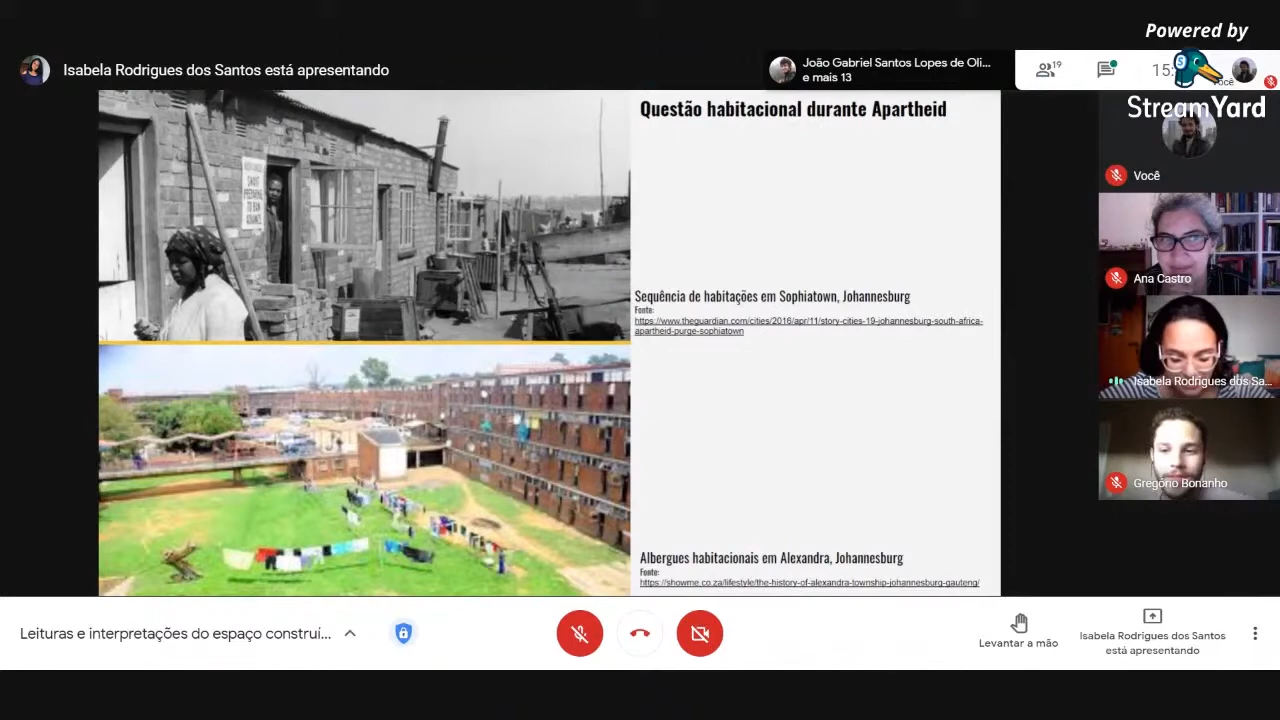 Powered by
StreamYard
Isabela Rodrigues dos Santos está apresentando
João Gabriel Santos Lopes de Oli...
e mais 13
19
15:
Você
Questão habitacional durante Apartheid
Sequência de habitações em Sophiatown, Johannesburg
Fonte:
https://www.theguardian.com/cities/2016/apr/11/story-cities-19-johannesburg-south-africa-
apartheid-purge-sophiatown
Albergues habitacionais em Alexandra, Johannesburg
Fonte:
https://showme.co.za/lifestyle/the-history-of-alexandra-township-johannesburg-gauteng/
Você
Ana Castro
Isabela Rodrigues dos Sa...
Gregório Bonanho
Leituras e interpretações do espaço construí...
Levantar a mão
Isabela Rodrigues dos Santos
está apresentando